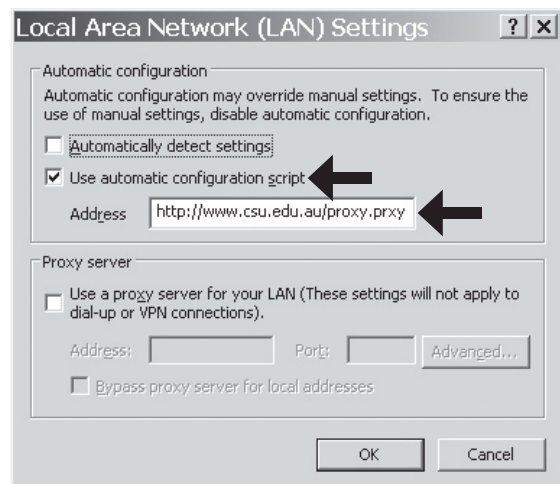 Local Area Network (LAN) Settings ? ×
Automatic configuration
Automatic configuration may override manual settings.  To ensure the
use of manual settings, disable automatic configuration.
Automatically detect settings
Use automatic configuration script
Address http://www.csu.edu.au/proxy.prxy
Proxy server
Use a proxy server for your LAN (These settings will not apply to
dial-up or VPN connections).
Address: Port: Advanced...
Bypass proxy server for local addresses
OK Cancel